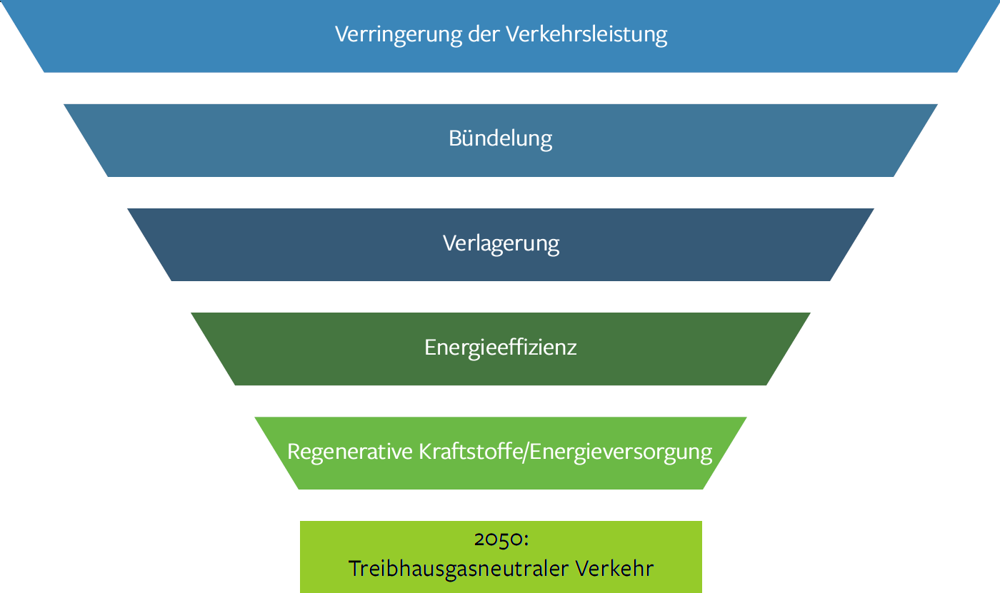 Verringerung der Verkehrsleistung
Bündelung
Verlagerung
Energieeffizienz
Regenerative Kraftstoffe/Energieversorgung
2050:
Treibhausgasneutraler Verkehr